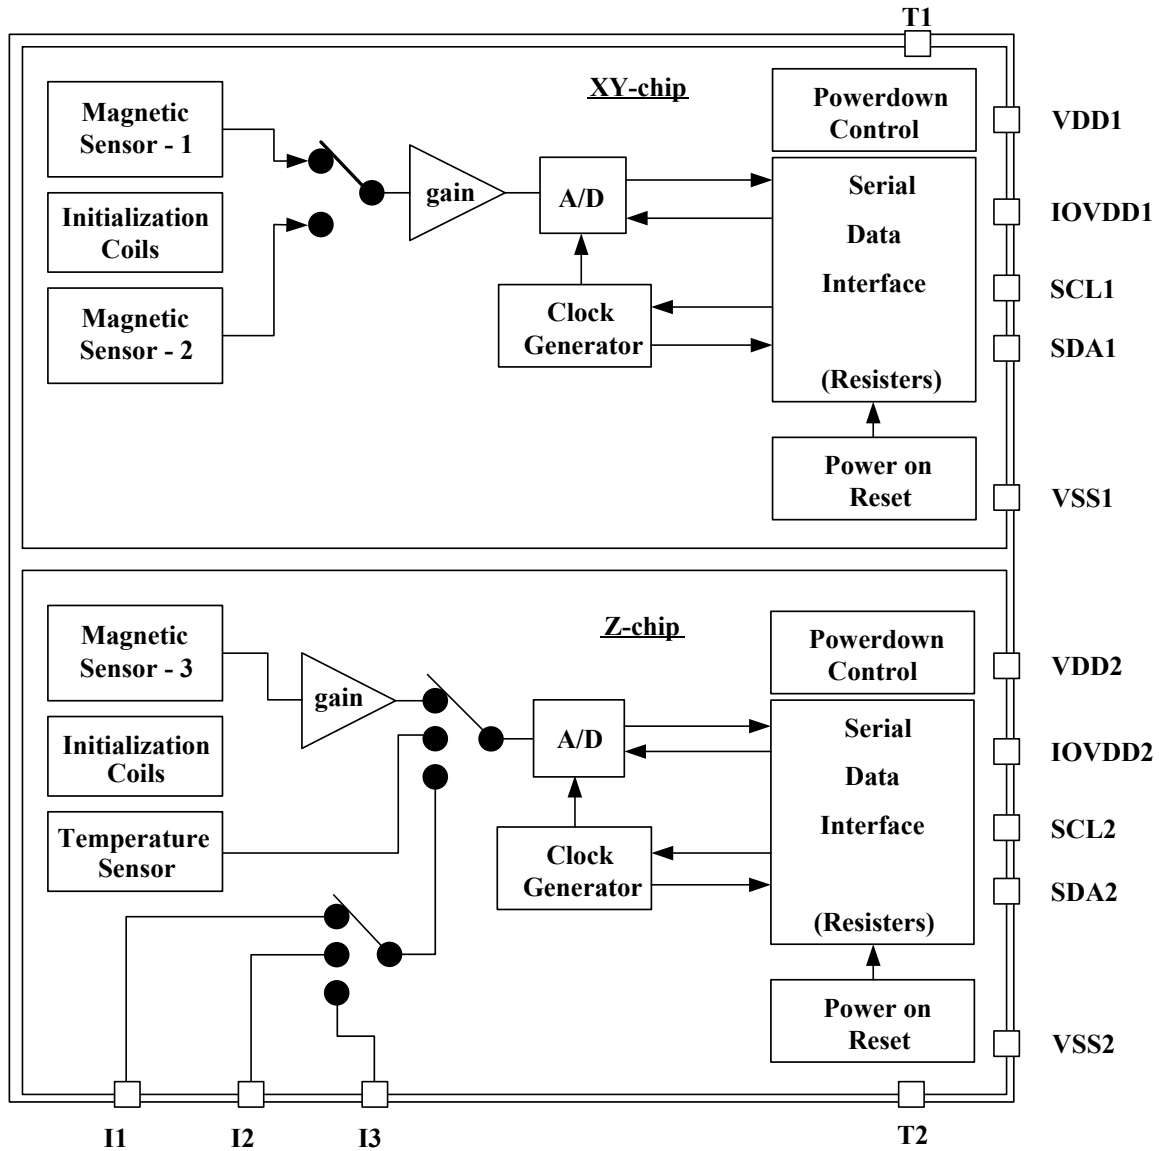 T1
XY-chip
Magnetic
Sensor - 1
Initialization
Coils
Magnetic
Sensor - 2
gain
A/D
Clock
Generator
Powerdown
Control
Serial
Data
Interface
(Resisters)
Power on
Reset
VDD1
IOVDD1
SCL1
SDA1
VSS1
Z-chip
Magnetic
Sensor - 3
Initialization
Coils
Temperature
Sensor
gain
A/D
Clock
Generator
Powerdown
Control
Serial
Data
Interface
(Resisters)
Power on
Reset
VDD2
IOVDD2
SCL2
SDA2
VSS2
I1
I2
I3
T2